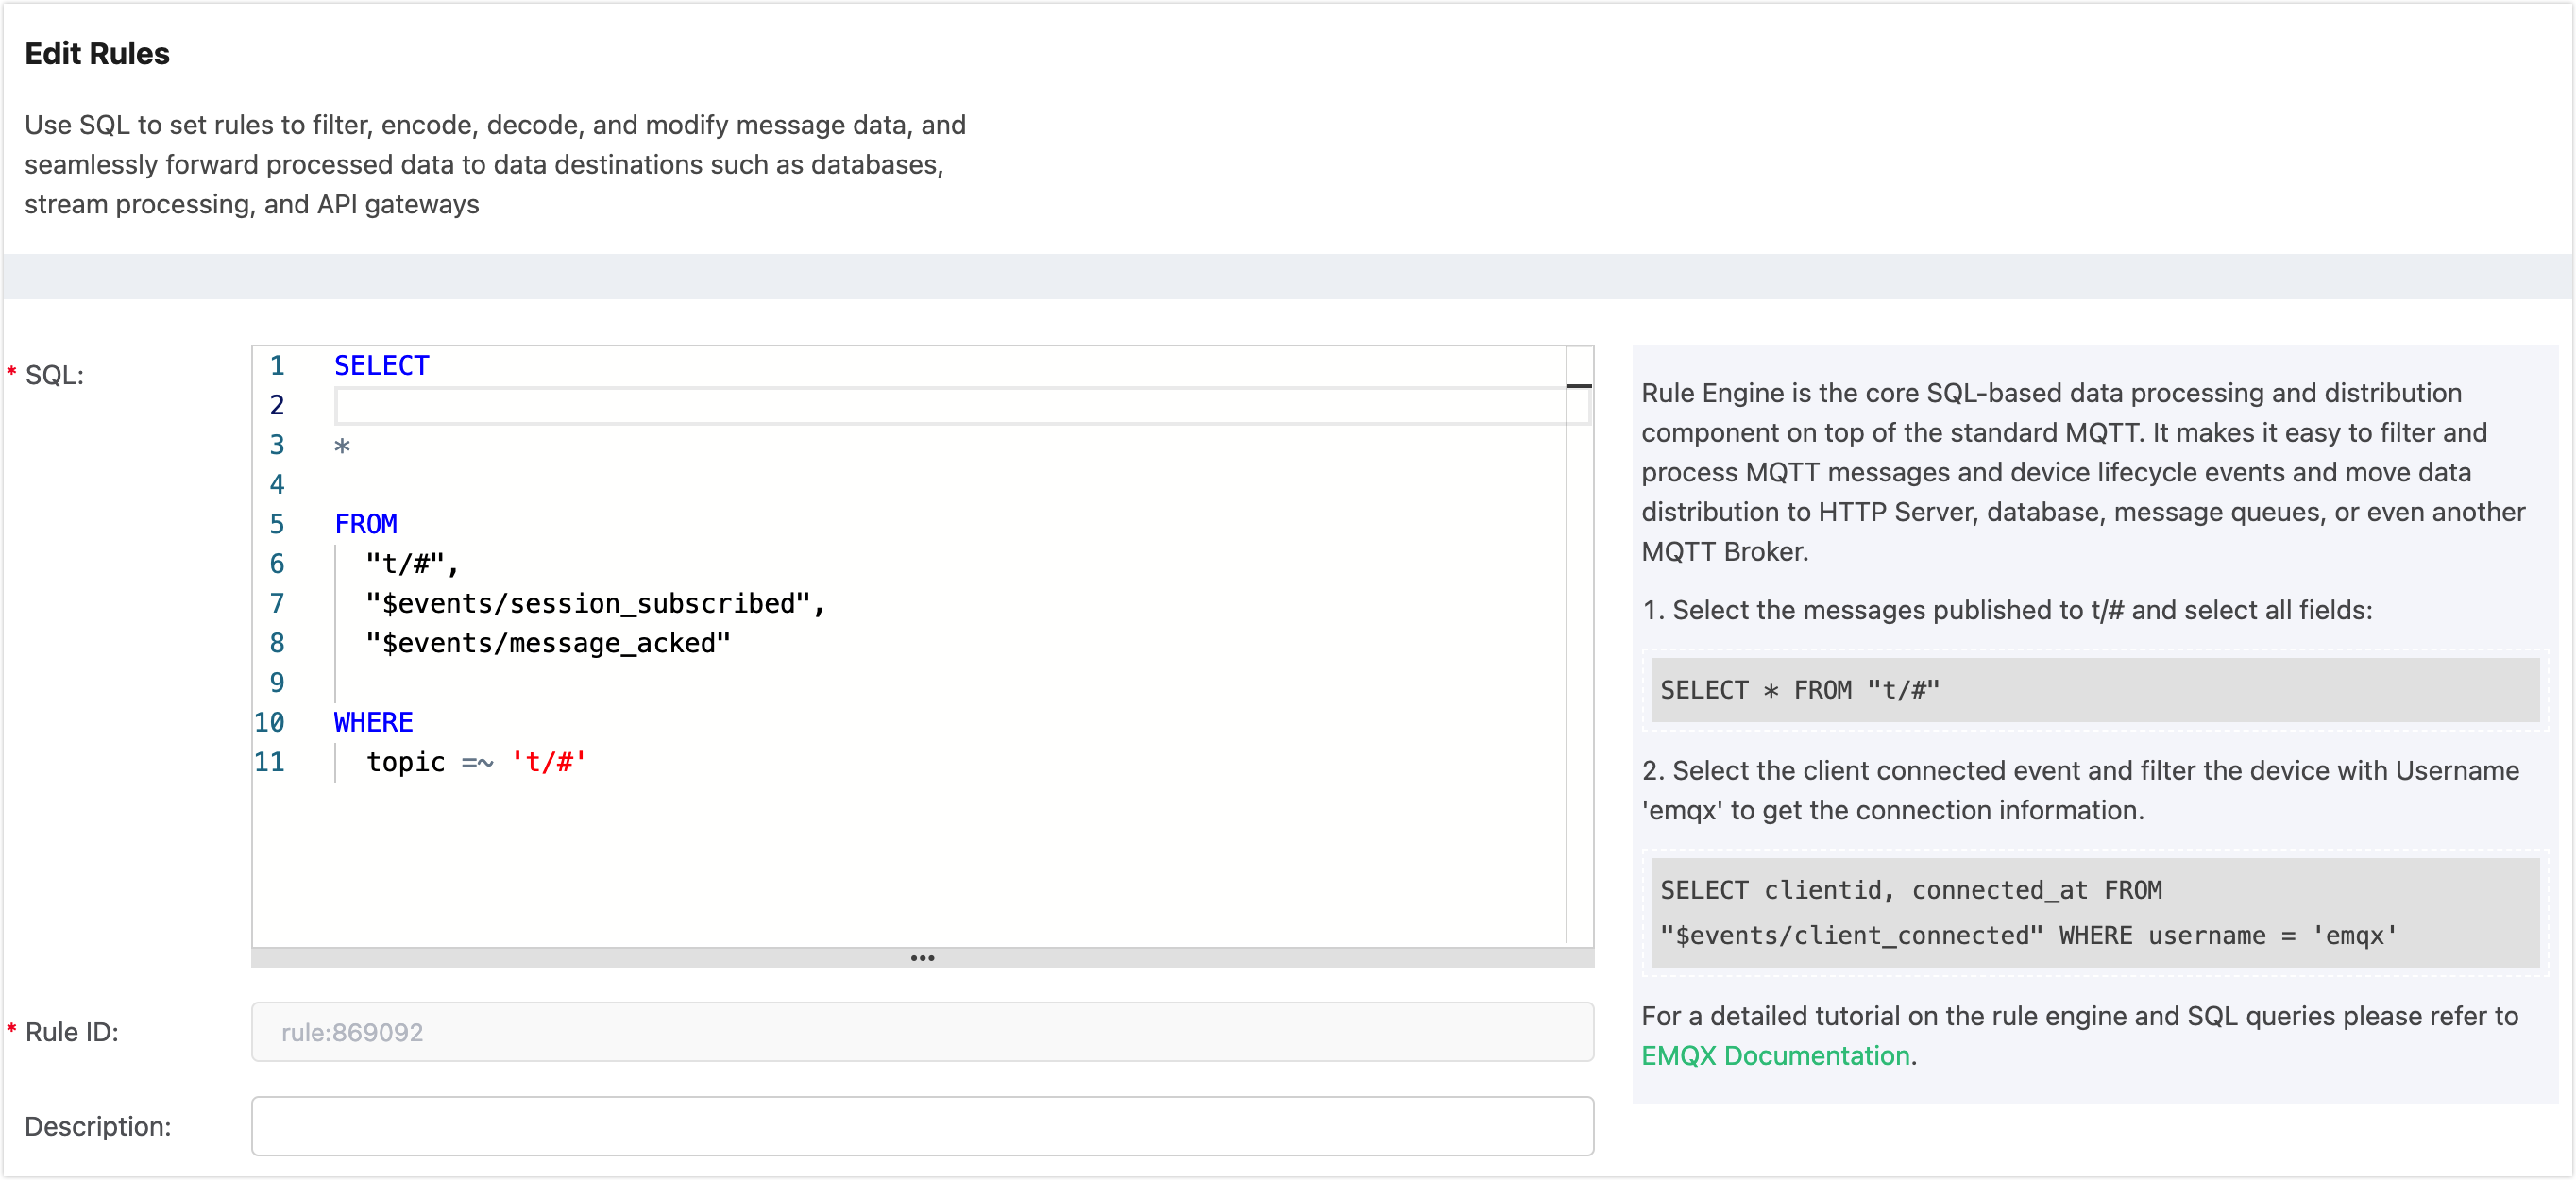 Edit Rules
Use SQL to set rules to filter, encode, decode, and modify message data, and
seamlessly forward processed data to data destinations such as databases,
stream processing, and API gateways
* SQL:
1 SELECT
2
3 *
4
5 FROM
6 "t/#",
7 "$events/session_subscribed",
8 "$events/message_acked"
9
10 WHERE
11 topic =~ 't/#'
•••
* Rule ID:
rule:869092
Description:
Rule Engine is the core SQL-based data processing and distribution
component on top of the standard MQTT. It makes it easy to filter and
process MQTT messages and device lifecycle events and move data
distribution to HTTP Server, database, message queues, or even another
MQTT Broker.
1. Select the messages published to t/# and select all fields:
SELECT * FROM "t/#"
2. Select the client connected event and filter the device with Username
'emqx' to get the connection information.
SELECT clientid, connected_at FROM
"$events/client_connected" WHERE username = 'emqx'
For a detailed tutorial on the rule engine and SQL queries please refer to
EMQX Documentation.